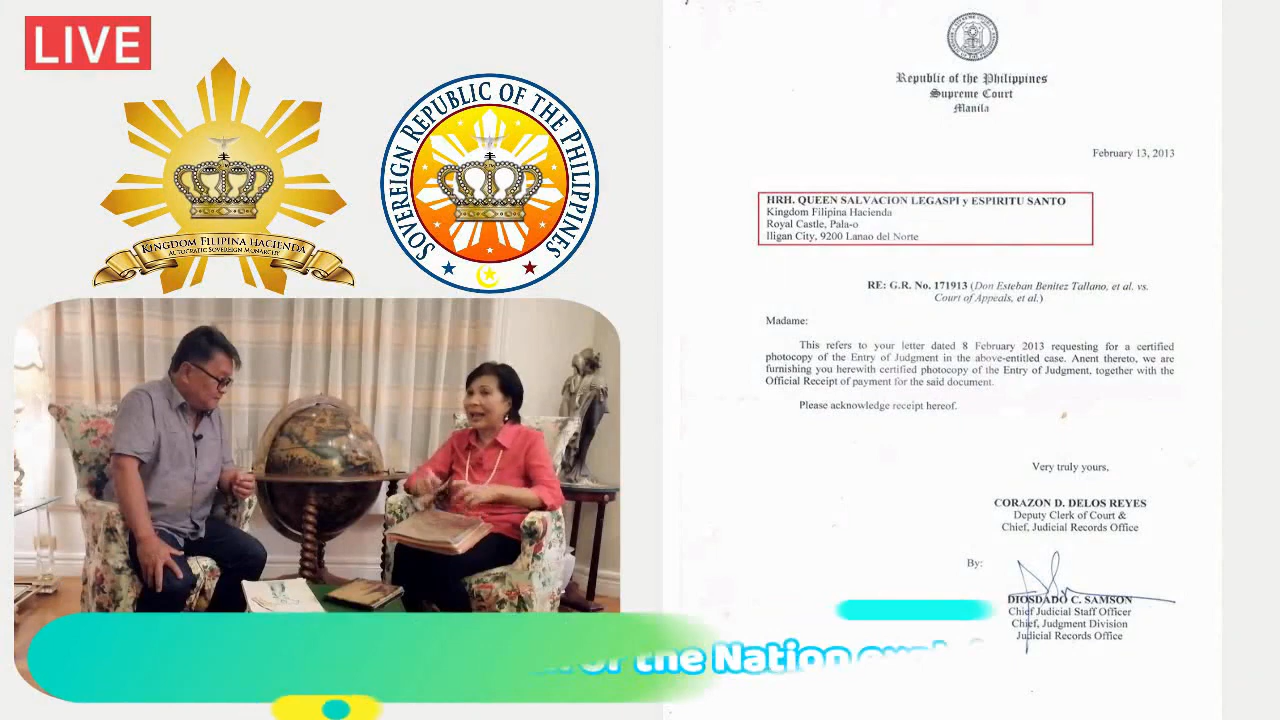 LIVE
KINGDOM FILIPINA HACIENDA
AUTOCRATIC SOVEREIGN MONARCHY
SOVEREIGN REPUBLIC OF THE PHILIPPINES
of the Nation
Republic of the Philippines
Supreme Court
Manila
February 13, 2013
HRH. QUEEN SALVACION LEGASPI y ESPIRITU SANTO
Kingdom Filipina Hacienda
Royal Castle, Pala-o
Iligan City, 9200 Lanao del Norte
RE: G.R. No. 171913 (Don Esteban Benitez Tallano, et al. vs.
Court of Appeals, et al.)
Madame:
This refers to your letter dated 8 February 2013 requesting for a certified
photocopy of the Entry of Judgment in the above-entitled case. Anent thereto, we are
furnishing you herewith certified photocopy of the Entry of Judgment, together with the
Official Receipt of payment for the said document.
Please acknowledge receipt hereof.
Very truly yours,
CORAZON D. DELOS REYES
Deputy Clerk of Court &
Chief, Judicial Records Office
By:
DIOSDADO C. SAMSON
Chief Judicial Staff Officer
Chief, Judgment Division
Judicial Records Office